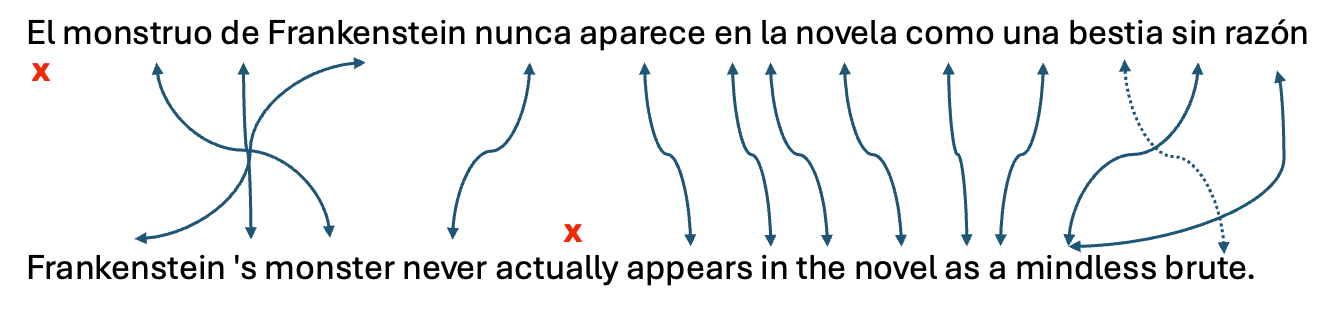 El monstruo de Frankenstein nunca aparece en la novela como una bestia sin razón
x
x
Frankenstein 's monster never actually appears in the novel as a mindless brute.